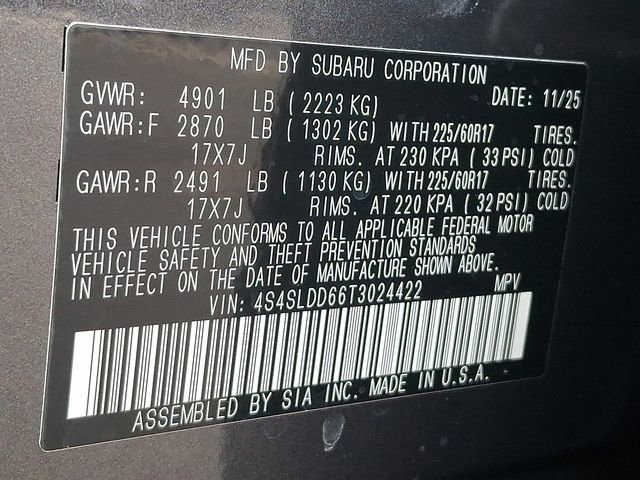 MFD BY SUBARU CORPORATION
GVWR: 4901 LB (2223 KG) DATE: 11/25
GAWR:F 2870 LB (1302 KG) WITH 225/60R17 TIRES.
17X7J RIMS. AT 230 KPA (33 PSI) COLD
GAWR:R 2491 LB (1130 KG) WITH 225/60R17 TIRES.
17X7J RIMS. AT 220 KPA (32 PSI) COLD
THIS VEHICLE CONFORMS TO ALL APPLICABLE FEDERAL MOTOR
VEHICLE SAFETY AND THEFT PREVENTION STANDARDS
IN EFFECT ON THE DATE OF MANUFACTURE SHOWN ABOVE.
VIN: 4S4SLDD66T3024422 MPV
ASSEMBLED BY SIA INC. MADE IN U.S.A.